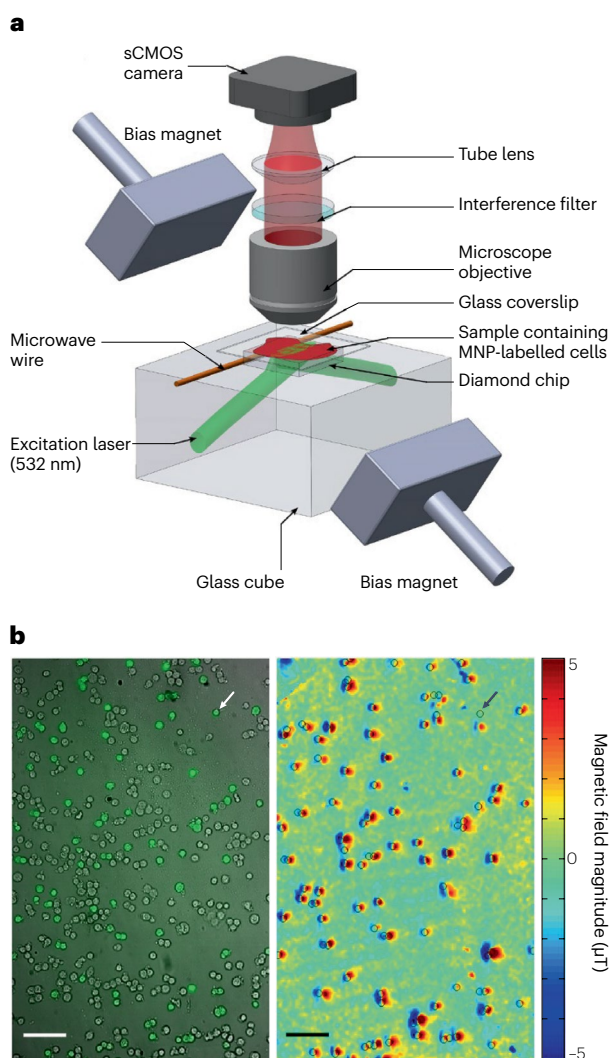 a
sCMOS
camera
Bias magnet
Tube lens
Interference filter
Microscope
objective
Glass coverslip
Microwave
wire
Sample containing
MNP-labelled cells
Diamond chip
Excitation laser
(532 nm)
Glass cube
Bias magnet
b
5
0
–5
Magnetic field magnitude (µT)